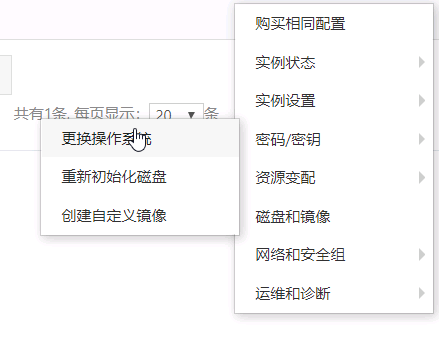 购买相同配置
实例状态
实例设置
密码/密钥
资源变配
磁盘和镜像
网络和安全组
运维和诊断
共有1条, 每页显示: 20 条
更换操作系统
重新初始化磁盘
创建自定义镜像